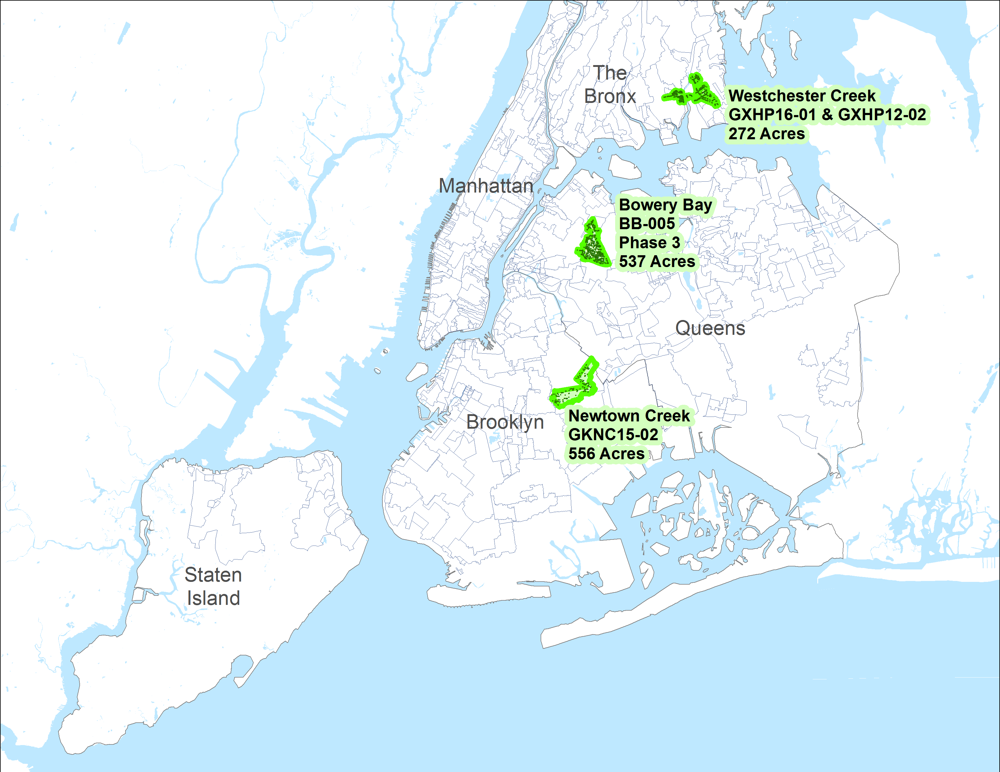 The
Bronx
Westchester Creek
GXHP16-01 & GXHP12-02
272 Acres
Manhattan
Bowery Bay
BB-005
Phase 3
537 Acres
Queens
Brooklyn
Newtown Creek
GKNC15-02
556 Acres
Staten
Island